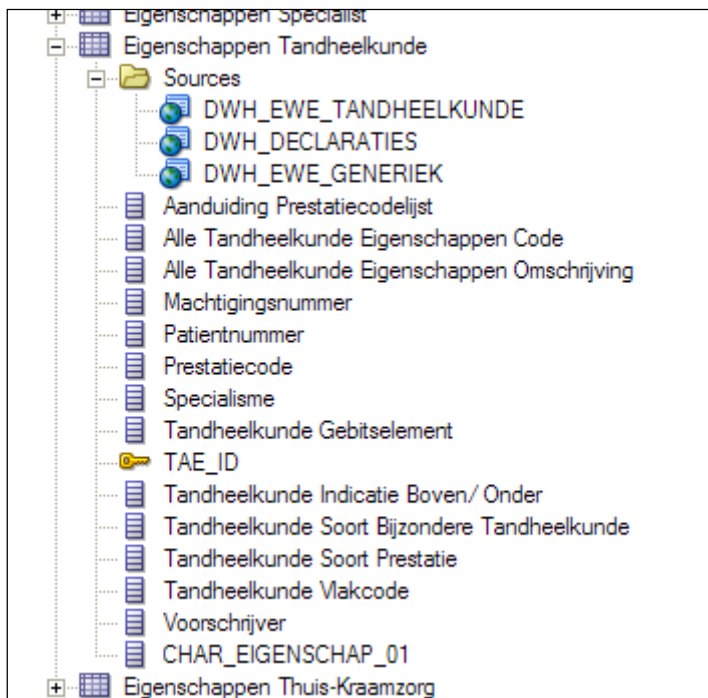 Eigenschappen Specialist
Eigenschappen Tandheelkunde
Sources
DWH_EWE_TANDHEELKUNDE
DWH_DECLARATIES
DWH_EWE_GENERIEK
Aanduiding Prestatiecodelijst
Alle Tandheelkunde Eigenschappen Code
Alle Tandheelkunde Eigenschappen Omschrijving
Machtigingsnummer
Patientnummer
Prestatiecode
Specialisme
Tandheelkunde Gebitselement
TAE_ID
Tandheelkunde Indicatie Boven/ Onder
Tandheelkunde Soort Bijzondere Tandheelkunde
Tandheelkunde Soort Prestatie
Tandheelkunde Vlakcode
Voorschrijver
CHAR_EIGENSCHAP_01
Eigenschappen Thuis-Kraamzorg